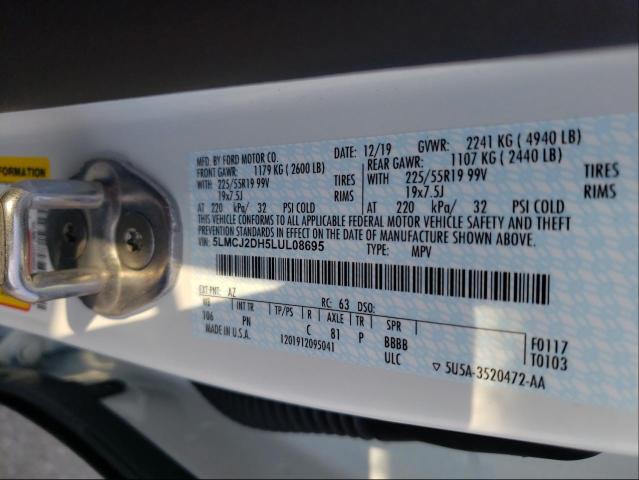 INFORMATION
MFD. BY FORD MOTOR CO.
DATE: 12/19 GVWR: 2241 KG ( 4940 LB)
FRONT GAWR: 1179 KG ( 2600 LB) REAR GAWR: 1107 KG ( 2440 LB)
WITH 225/55R19 99V TIRES WITH 225/55R19 99V TIRES
19x7.5J RIMS 19x7.5J RIMS
AT 220 kPa/ 32 PSI COLD AT 220 kPa/ 32 PSI COLD
THIS VEHICLE CONFORMS TO ALL APPLICABLE FEDERAL MOTOR VEHICLE SAFETY AND THEFT
PREVENTION STANDARDS IN EFFECT ON THE DATE OF MANUFACTURE SHOWN ABOVE.
VIN: 5LMCJ2DH5LUL08695 TYPE: MPV
EXT PNT: AZ RC: 63 DSO:
WB INT TR TP/PS R AXLE TR SPR
106 PN C 81 P BBBB F0117
MADE IN U.S.A. 1201912095041 ULC T0103
▽ 5U5A-3520472-AA